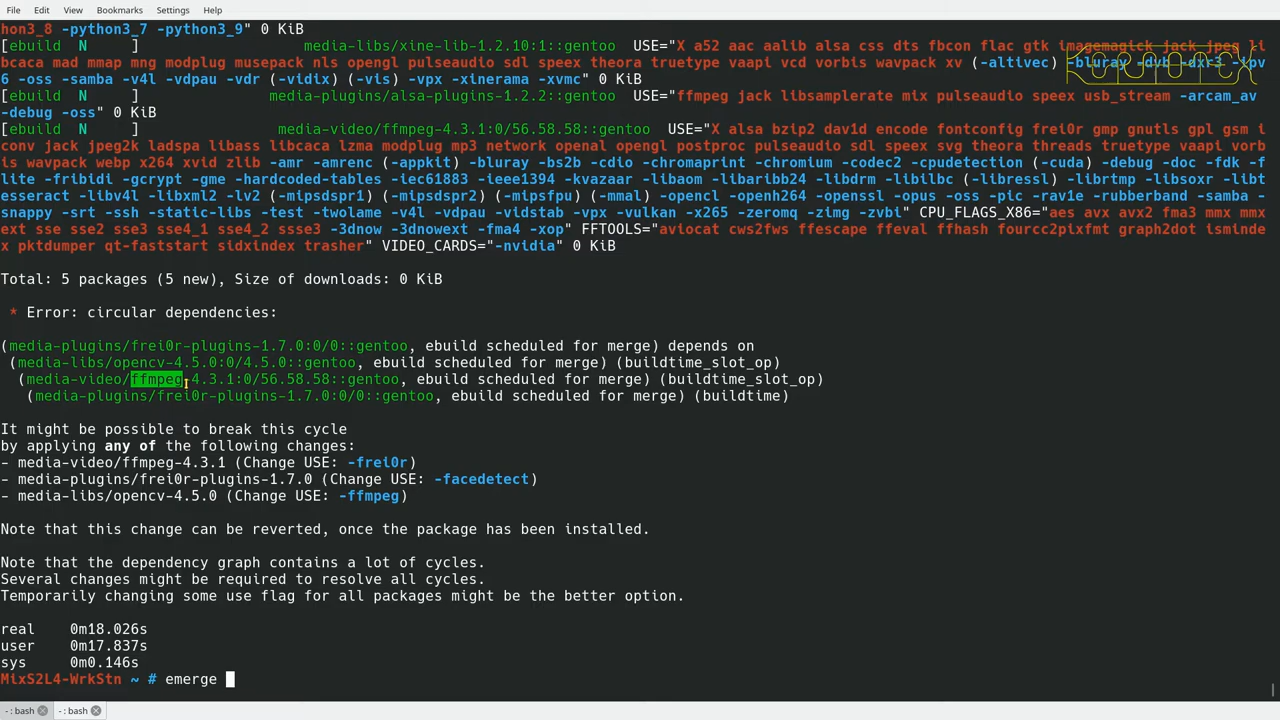 File Edit View Bookmarks Settings Help
hon3_8 -python3_7 -python3_9" 0 KiB
[ebuild  N     ] media-libs/xine-lib-1.2.10:1::gentoo  USE="X a52 aac aalib alsa css dts fbcon flac gtk imagemagick jack jpeg li
bcaca mad mmap mng modplug musepack nls opengl pulseaudio sdl speex theora truetype vaapi vcd vorbis wavpack xv (-altivec) -bluray -dvb -dxr3 -ipv
6 -oss -samba -v4l -vdpau -vdr (-vidix) (-vis) -vpx -xinerama -xvmc" 0 KiB
[ebuild  N     ] media-plugins/alsa-plugins-1.2.2::gentoo  USE="ffmpeg jack libsamplerate mix pulseaudio speex usb_stream -arcam_av
-debug -oss" 0 KiB
[ebuild  N     ] media-video/ffmpeg-4.3.1:0/56.58.58::gentoo  USE="X alsa bzip2 dav1d encode fontconfig frei0r gmp gnutls gpl gsm i
conv jack jpeg2k ladspa libass libcaca lzma modplug mp3 network openal opengl postproc pulseaudio sdl speex svg theora threads truetype vaapi vorb
is wavpack webp x264 xvid zlib -amr -amrenc (-appkit) -bluray -bs2b -cdio -chromaprint -chromium -codec2 -cpudetection (-cuda) -debug -doc -fdk -f
lite -fribidi -gcrypt -gme -hardcoded-tables -iec61883 -ieee1394 -kvazaar -libaom -libaribb24 -libdrm -libilbc (-libressl) -librtmp -libsoxr -libt
esseract -libv4l -libxml2 -lv2 (-mipsdspr1) (-mipsdspr2) (-mipsfpu) (-mmal) -opencl -openh264 -openssl -opus -oss -pic -rav1e -rubberband -samba -
snappy -srt -ssh -static-libs -test -twolame -v4l -vdpau -vidstab -vpx -vulkan -x265 -zeromq -zimg -zvbi" CPU_FLAGS_X86="aes avx avx2 fma3 mmx mmx
ext sse sse2 sse3 sse4_1 sse4_2 ssse3 -3dnow -3dnowext -fma4 -xop" FFTOOLS="aviocat cws2fws ffescape ffeval ffhash fourcc2pixfmt graph2dot isminde
x pktdumper qt-faststart sidxindex trasher" VIDEO_CARDS="-nvidia" 0 KiB
Total: 5 packages (5 new), Size of downloads: 0 KiB
* Error: circular dependencies:
(media-plugins/frei0r-plugins-1.7.0:0/0::gentoo, ebuild scheduled for merge) depends on
(media-libs/opencv-4.5.0:0/4.5.0::gentoo, ebuild scheduled for merge) (buildtime_slot_op)
(media-video/ffmpeg-4.3.1:0/56.58.58::gentoo, ebuild scheduled for merge) (buildtime_slot_op)
(media-plugins/frei0r-plugins-1.7.0:0/0::gentoo, ebuild scheduled for merge) (buildtime)
It might be possible to break this cycle
by applying any of the following changes:
- media-video/ffmpeg-4.3.1 (Change USE: -frei0r)
- media-plugins/frei0r-plugins-1.7.0 (Change USE: -facedetect)
- media-libs/opencv-4.5.0 (Change USE: -ffmpeg)
Note that this change can be reverted, once the package has been installed.
Note that the dependency graph contains a lot of cycles.
Several changes might be required to resolve all cycles.
Temporarily changing some use flag for all packages might be the better option.
real    0m18.026s
user    0m17.837s
sys     0m0.146s
MixS2L4-WrkStn ~ # emerge
- : bash - : bash